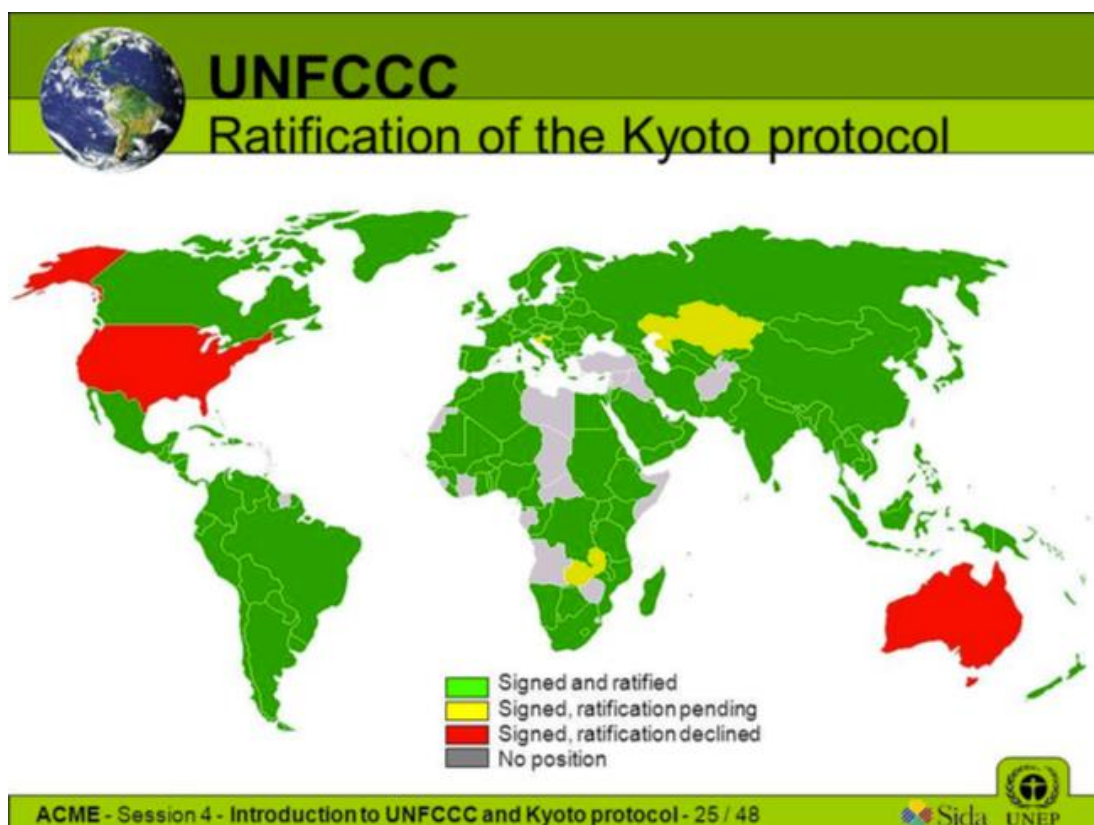 UNFCCC
Ratification of the Kyoto protocol
Signed and ratified
Signed, ratification pending
Signed, ratification declined
No position
ACME - Session 4 - Introduction to UNFCCC and Kyoto protocol - 25 / 48
Sida
UNEP